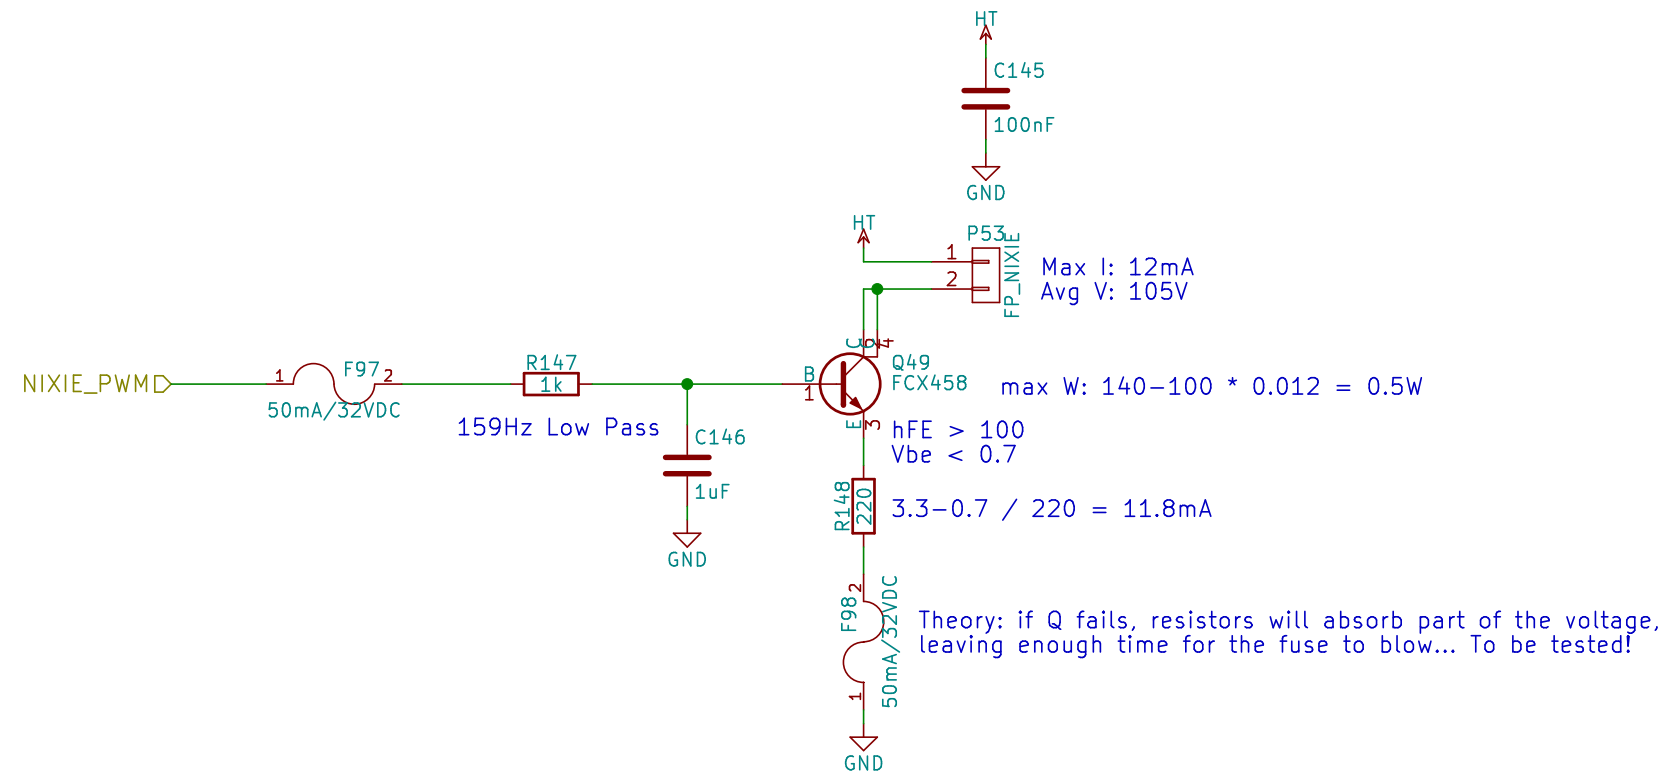 HT
C145
100nF
GND
HT
P53
FP_NIXIE
1
2
Max I: 12mA
Avg V: 105V
NIXIE_PWM
1
F97
2
50mA/32VDC
R147
1k
159Hz Low Pass
C146
1uF
GND
C
4
B
1
Q49
FCX458
E
3
max W: 140-100 * 0.012 = 0.5W
hFE > 100
Vbe < 0.7
R148
220
3.3-0.7 / 220 = 11.8mA
2
F98
50mA/32VDC
1
Theory: if Q fails, resistors will absorb part of the voltage,
leaving enough time for the fuse to blow... To be tested!
GND